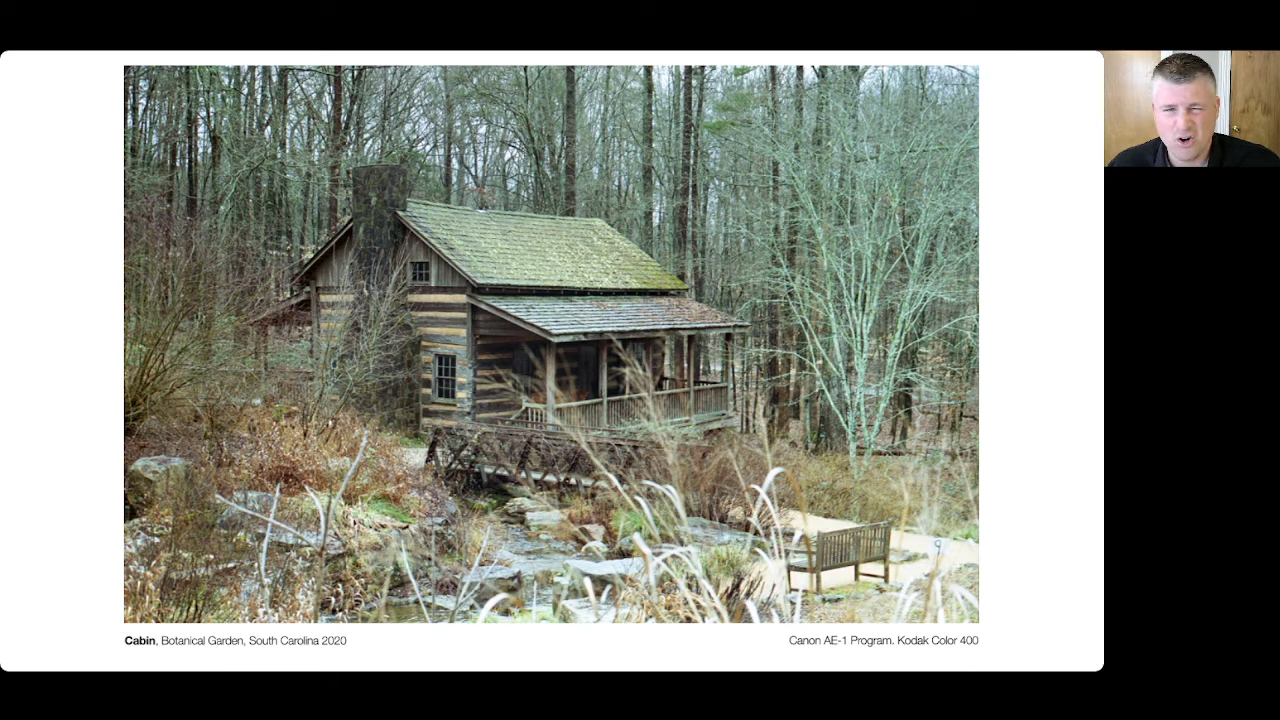 Cabin, Botanical Garden, South Carolina 2020
Canon AE-1 Program. Kodak Color 400